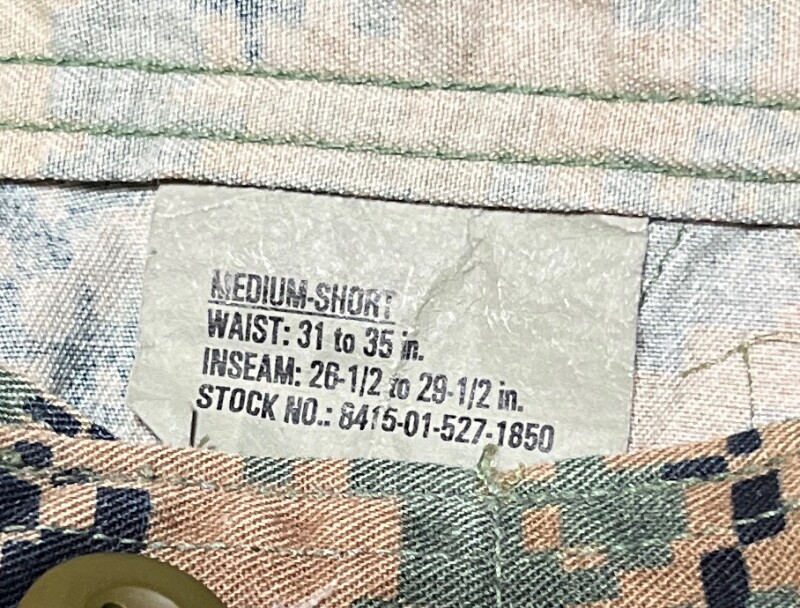 MEDIUM-SHORT
WAIST: 31 to 35 in.
INSEAM: 26-1/2 to 29-1/2 in.
STOCK NO.: 8415-01-527-1850